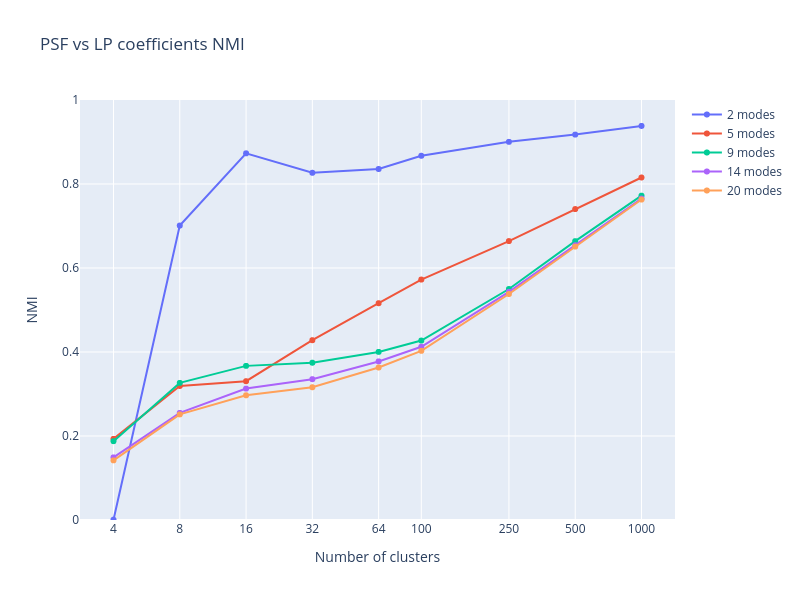 PSF vs LP coefficients NMI
NMI
1
0.8
0.6
0.4
0.2
0
4 8 16 32 64 100 250 500 1000
Number of clusters
2 modes
5 modes
9 modes
14 modes
20 modes